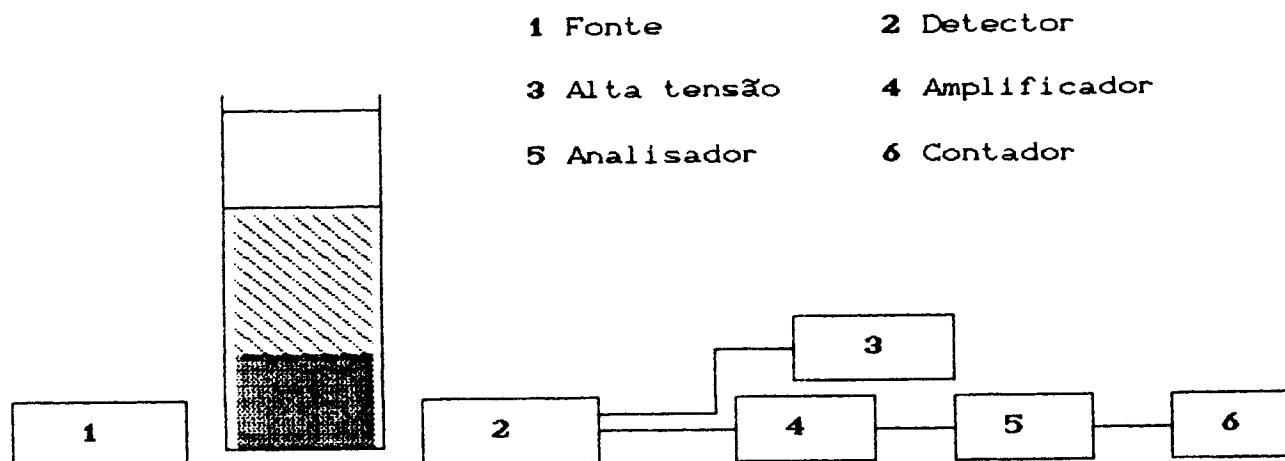 1 Fonte 2 Detector
3 Alta tensão 4 Amplificador
5 Analisador 6 Contador
3
1 2 4 5 6